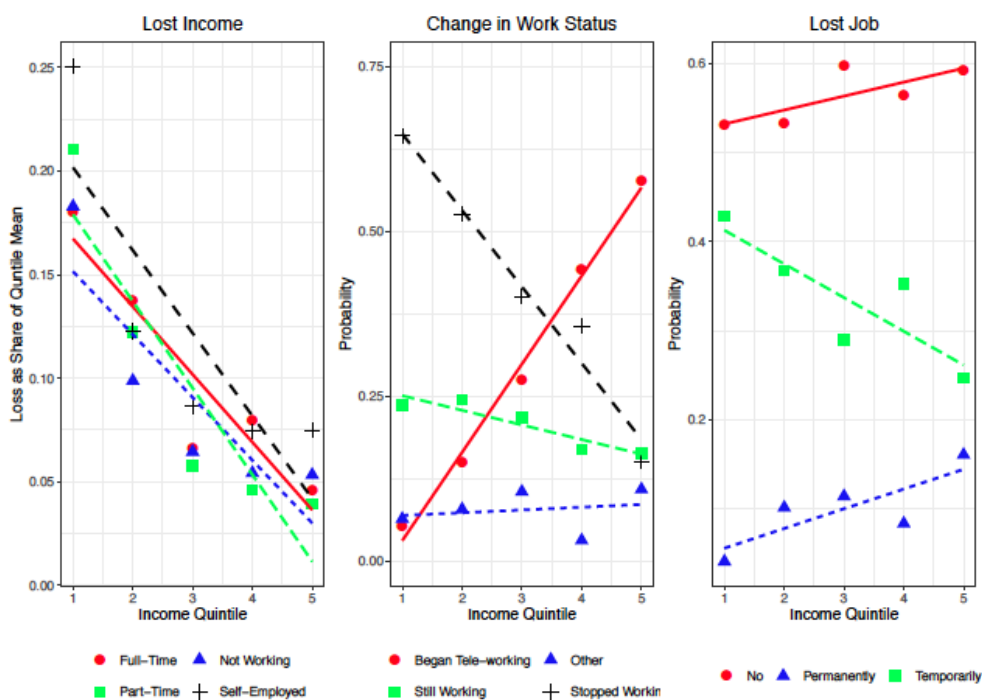 Lost Income
Change in Work Status
Lost Job
Loss as Share of Quntile Mean
0.25
0.20
0.15
0.10
0.05
0.00
1 2 3 4 5
Income Quintile
Full-Time
Not Working
Part-Time
Self-Employed
Probability
0.75
0.50
0.25
0.00
1 2 3 4 5
Income Quintile
Began Tele-working
Other
Still Working
Stopped Workin
Probability
0.6
0.4
0.2
1 2 3 4 5
Income Quintile
No
Permanently
Temporarily